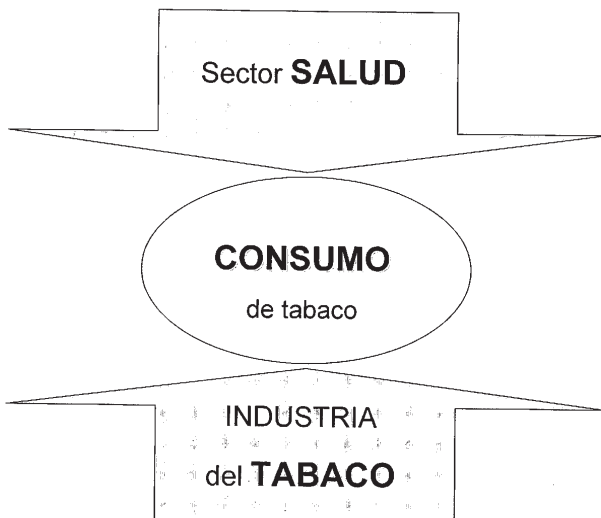 Sector SALUD
CONSUMO
de tabaco
INDUSTRIA
del TABACO